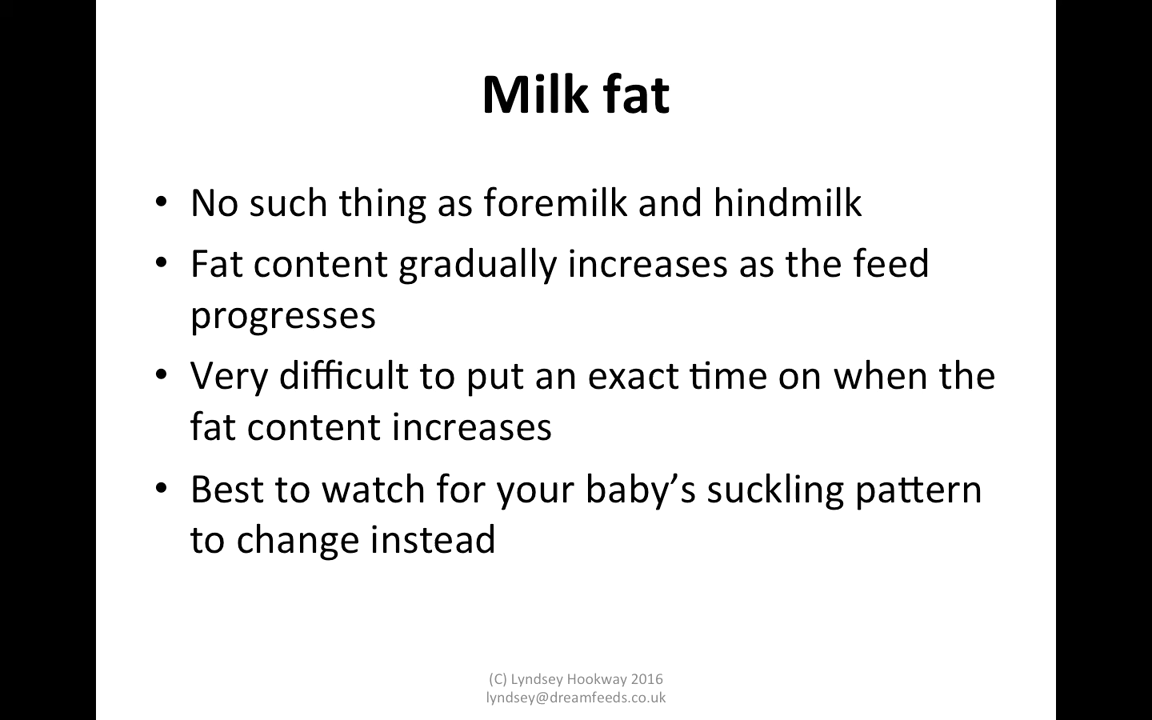 Milk fat
• No such thing as foremilk and hindmilk
• Fat content gradually increases as the feed
progresses
• Very difficult to put an exact time on when the
fat content increases
• Best to watch for your baby’s suckling pattern
to change instead
(C) Lyndsey Hookway 2016
lyndsey@dreamfeeds.co.uk